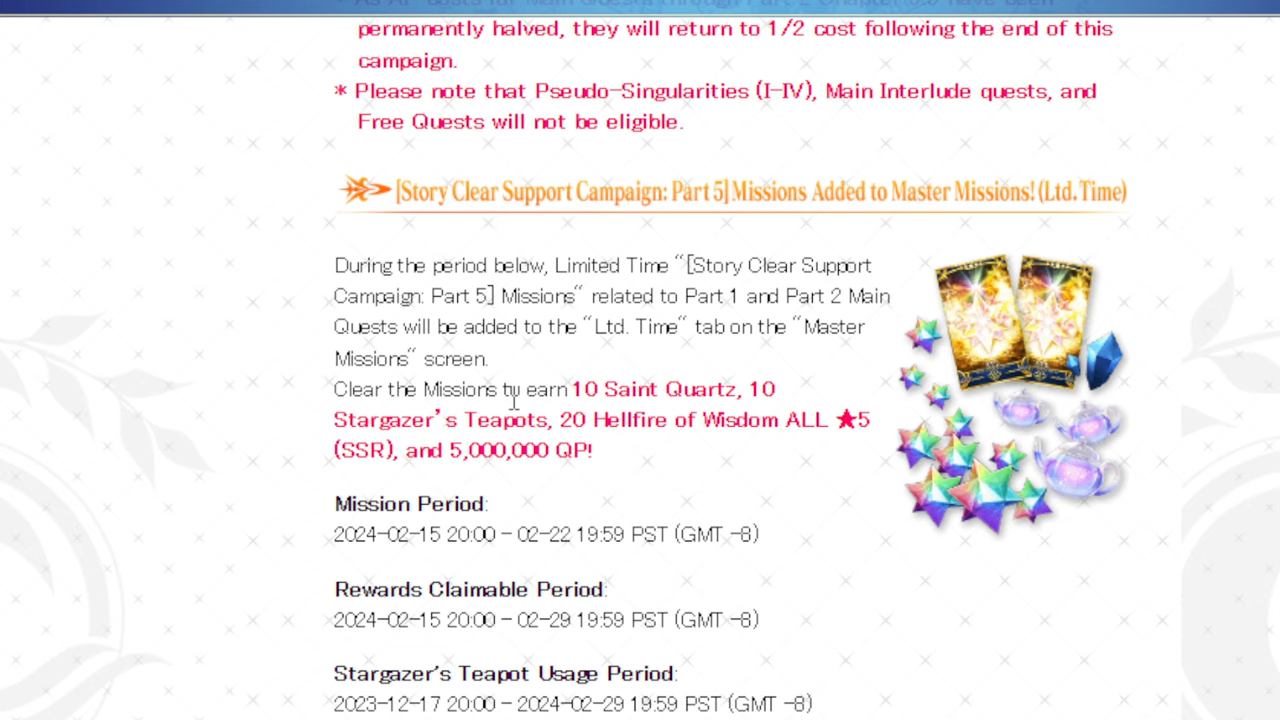 permanently halved, they will return to 1/2 cost following the end of this
campaign.
* Please note that Pseudo-Singularities (I-IV), Main Interlude quests, and
Free Quests will not be eligible.
[Story Clear Support Campaign: Part 5] Missions Added to Master Missions! (Ltd. Time)
During the period below, Limited Time "[Story Clear Support
Campaign: Part 5] Missions" related to Part 1 and Part 2 Main
Quests will be added to the "Ltd. Time" tab on the "Master
Missions" screen.
Clear the Missions to earn 10 Saint Quartz, 10
Stargazer's Teapots, 20 Hellfire of Wisdom ALL ★5
(SSR), and 5,000,000 QP!
Mission Period:
2024-02-15 20:00 - 02-22 19:59 PST (GMT -8)
Rewards Claimable Period:
2024-02-15 20:00 - 02-29 19:59 PST (GMT -8)
Stargazer's Teapot Usage Period:
2023-12-17 20:00 - 2024-02-29 19:59 PST (GMT -8)